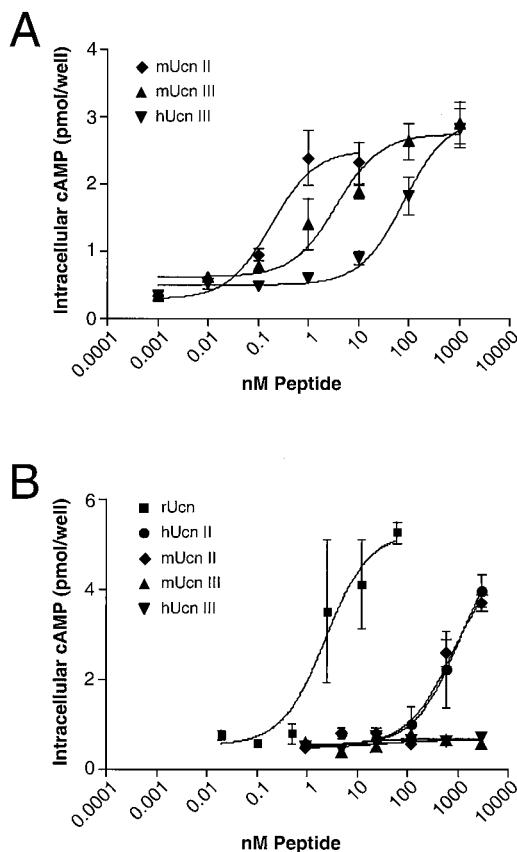 A
Intracellular cAMP (pmol/well)
4
3
2
1
0
mUcn II
mUcn III
hUcn III
0.0001
0.001
0.01
0.1
1
10
100
1000
10000
nM Peptide
B
Intracellular cAMP (pmol/well)
6
4
2
0
rUcn
hUcn II
mUcn II
mUcn III
hUcn III
0.0001
0.001
0.01
0.1
1
10
100
1000
10000
nM Peptide